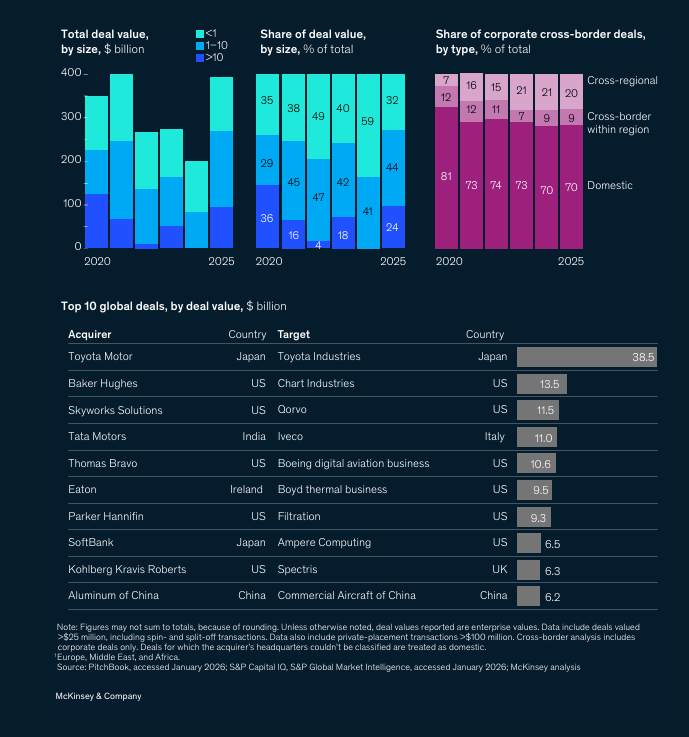 Total deal value,
by size, $ billion
<1
1–10
>10
400
300
200
100
0
2020
2025
Share of deal value,
by size, % of total
35
38
49
40
59
32
29
45
47
42
41
44
36
16
4
18
24
2020
2025
Share of corporate cross-border deals,
by type, % of total
7
16
15
21
21
20
Cross-regional
12
12
11
7
9
9
Cross-border
within region
81
73
74
73
70
70
Domestic
2020
2025
Top 10 global deals, by deal value, $ billion
Acquirer Country Target Country
Toyota Motor Japan Toyota Industries Japan 38.5
Baker Hughes US Chart Industries US 13.5
Skyworks Solutions US Qorvo US 11.5
Tata Motors India Iveco Italy 11.0
Thomas Bravo US Boeing digital aviation business US 10.6
Eaton Ireland Boyd thermal business US 9.5
Parker Hannifin US Filtration US 9.3
SoftBank Japan Ampere Computing US 6.5
Kohlberg Kravis Roberts US Spectris UK 6.3
Aluminum of China China Commercial Aircraft of China China 6.2
Note: Figures may not sum to totals, because of rounding. Unless otherwise noted, deal values reported are enterprise values. Data include deals valued
>$25 million, including spin- and split-off transactions. Data also include private-placement transactions >$100 million. Cross-border analysis includes
corporate deals only. Deals for which the acquirer's headquarters couldn't be classified are treated as domestic.
¹Europe, Middle East, and Africa.
Source: PitchBook, accessed January 2026; S&P Capital IQ, S&P Global Market Intelligence, accessed January 2026; McKinsey analysis
McKinsey & Company